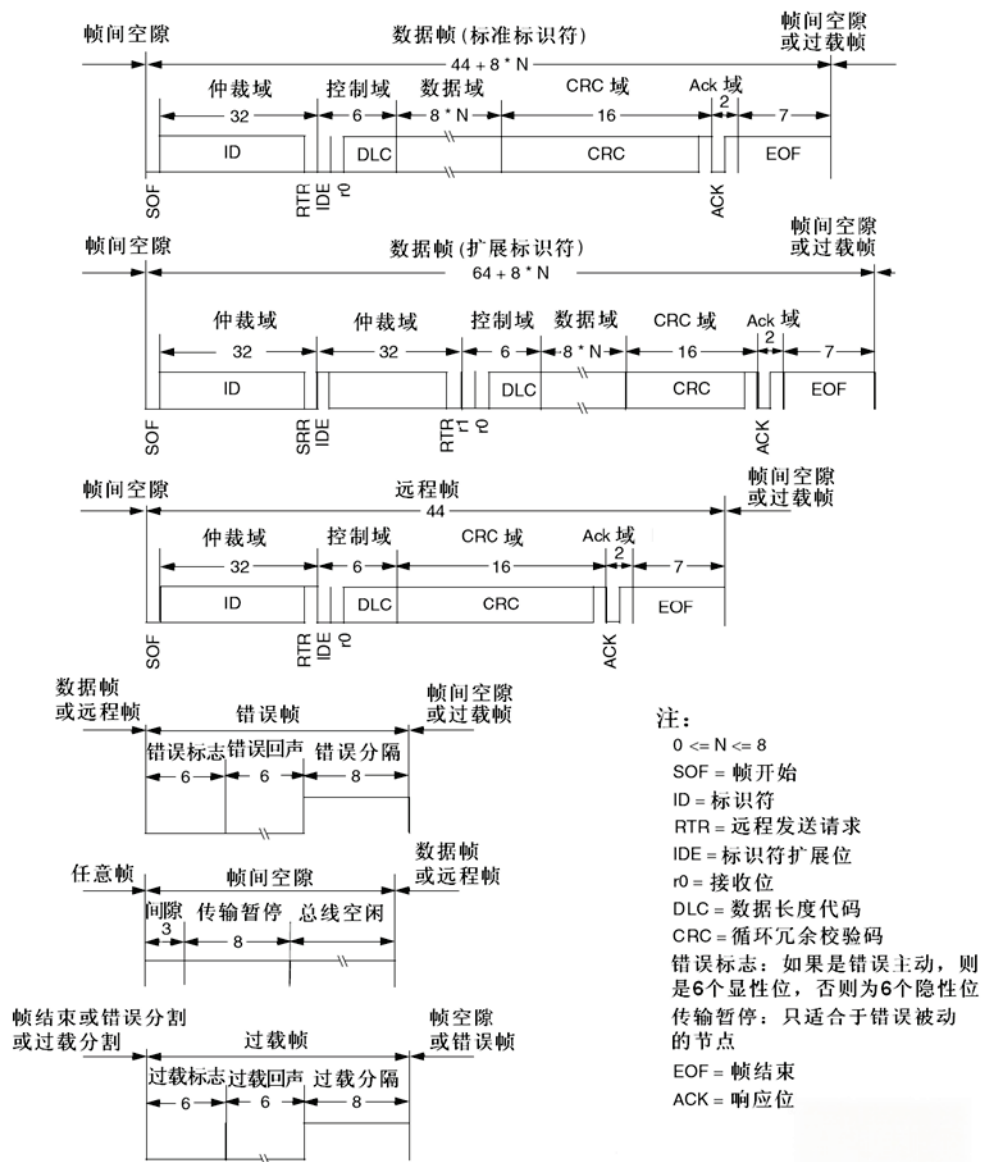 帧间空隙
数据帧(标准标识符)
帧间空隙
或过载帧
44 + 8 * N
仲裁域
控制域
数据域
CRC 域
Ack 域
32
6
8 * N
16
2
7
ID
DLC
CRC
EOF
SOF
RTR
IDE
r0
ACK
帧间空隙
数据帧(扩展标识符)
帧间空隙
或过载帧
64 + 8 * N
仲裁域
仲裁域
控制域
数据域
CRC 域
Ack 域
32
32
6
8 * N
16
2
7
ID
DLC
CRC
EOF
SOF
SRR
IDE
RTR
r1
r0
ACK
帧间空隙
远程帧
帧间空隙
或过载帧
44
仲裁域
控制域
CRC 域
Ack 域
32
6
16
2
7
ID
DLC
CRC
EOF
SOF
RTR
IDE
r0
ACK
数据帧
或远程帧
错误帧
帧间空隙
或过载帧
错误标志
错误回声
错误分隔
6
6
8
任意帧
帧间空隙
数据帧
或远程帧
间隙
传输暂停
总线空闲
3
8
帧结束或错误分割
或过载分割
过载帧
帧空隙
或错误帧
过载标志
过载回声
过载分隔
6
6
8
注：
0 <= N <= 8
SOF = 帧开始
ID = 标识符
RTR = 远程发送请求
IDE = 标识符扩展位
r0 = 接收位
DLC = 数据长度代码
CRC = 循环冗余校验码
错误标志：如果是错误主动，则
是6个显性位，否则为6个隐性位
传输暂停：只适合于错误被动
的节点
EOF = 帧结束
ACK = 响应位